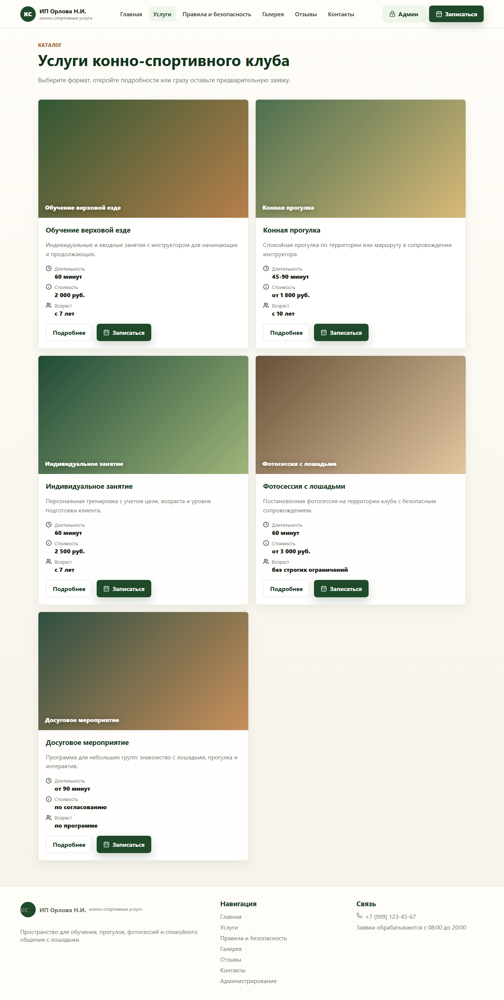 КС
ИП Орлова Н.И.
конно-спортивные услуги
Главная
Услуги
Правила и безопасность
Галерея
Отзывы
Контакты
Админ
Записаться
КАТАЛОГ
Услуги конно-спортивного клуба
Выберите формат, откройте подробности или сразу оставьте предварительную заявку.
Обучение верховой езде
Обучение верховой езде
Индивидуальные и вводные занятия с инструктором для начинающих
и продолжающих.
Длительность
60 минут
Стоимость
2 000 руб.
Возраст
с 7 лет
Подробнее
Записаться
Конная прогулка
Конная прогулка
Спокойная прогулка по территории или маршруту в сопровождении
инструктора.
Длительность
45-90 минут
Стоимость
от 1 800 руб.
Возраст
с 10 лет
Подробнее
Записаться
Индивидуальное занятие
Индивидуальное занятие
Персональная тренировка с учетом цели, возраста и уровня
подготовки клиента.
Длительность
60 минут
Стоимость
2 500 руб.
Возраст
с 7 лет
Подробнее
Записаться
Фотосессия с лошадьми
Фотосессия с лошадьми
Постановочная фотосессия на территории клуба с безопасным
сопровождением.
Длительность
60 минут
Стоимость
от 3 000 руб.
Возраст
без строгих ограничений
Подробнее
Записаться
Досуговое мероприятие
Досуговое мероприятие
Программа для небольших групп: знакомство с лошадьми, прогулка и
интерактив.
Длительность
от 90 минут
Стоимость
по согласованию
Возраст
по программе
Подробнее
Записаться
КС
ИП Орлова Н.И. конно-спортивные услуги
Пространство для обучения, прогулок, фотосессий и спокойного
общения с лошадьми.
Навигация
Главная
Услуги
Правила и безопасность
Галерея
Отзывы
Контакты
Администрирование
Связь
+7 (999) 123-45-67
Заявки обрабатываются с 08:00 до 20:00